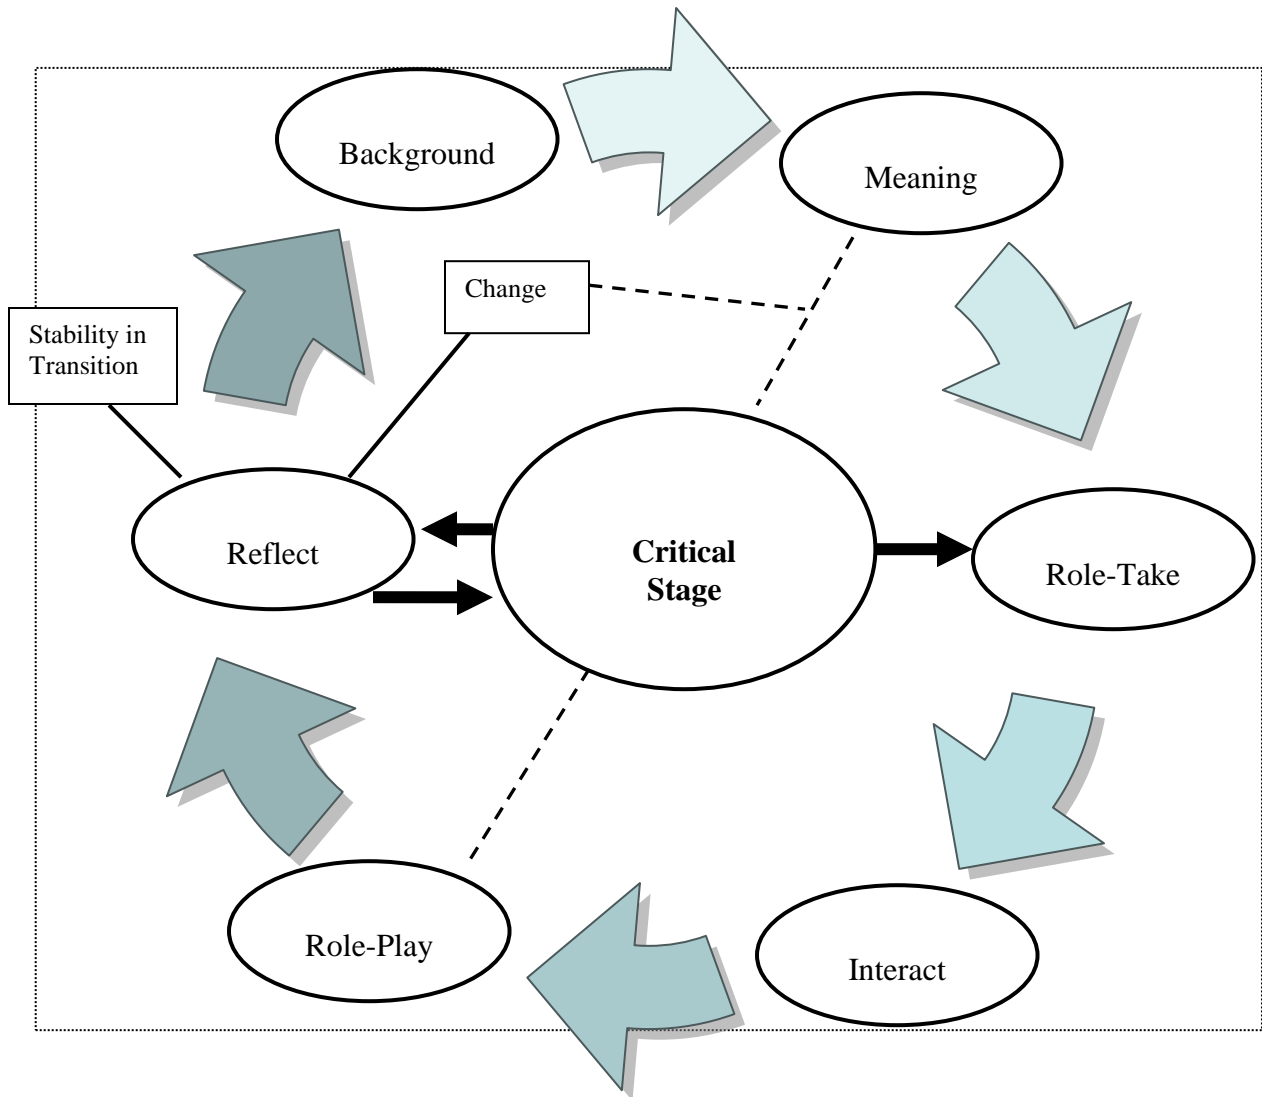 Background
Meaning
Change
Stability in
Transition
Reflect
Critical
Stage
Role-Take
Role-Play
Interact